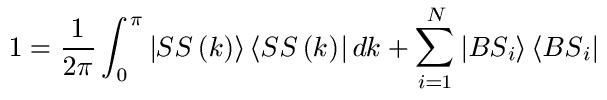 $1 = \frac{1}{2\pi} \int_{0}^{\pi} |SS(k)\rangle \langle SS(k)| \, dk + \sum_{i=1}^{N} |BS_i\rangle \langle BS_i|$